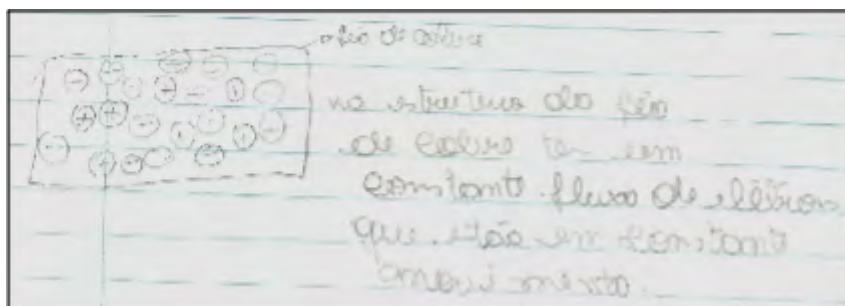 fio de cobre
na estrutura do fio
de cobre tem um
constante fluxo de elétrons
que estão em constante
movimento.